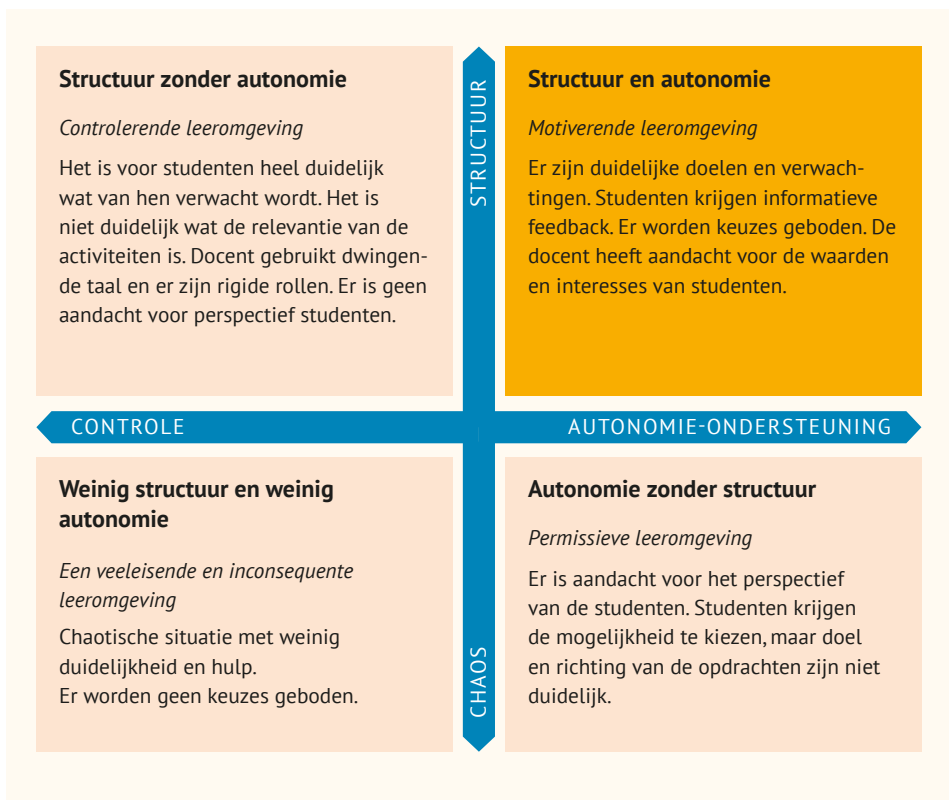 Structuur zonder autonomie
Controlerende leeromgeving
Het is voor studenten heel duidelijk
wat van hen verwacht wordt. Het is
niet duidelijk wat de relevantie van de
activiteiten is. Docent gebruikt dwingen-
de taal en er zijn rigide rollen. Er is geen
aandacht voor perspectief studenten.
STRUCTUUR
Structuur en autonomie
Motiverende leeromgeving
Er zijn duidelijke doelen en verwach-
tingen. Studenten krijgen informatieve
feedback. Er worden keuzes geboden. De
docent heeft aandacht voor de waarden
en interesses van studenten.
CONTROLE
AUTONOMIE-ONDERSTEUNING
Weinig structuur en weinig
autonomie
Een veeleisende en inconsequente
leeromgeving
Chaotische situatie met weinig
duidelijkheid en hulp.
Er worden geen keuzes geboden.
CHAOS
Autonomie zonder structuur
Permissieve leeromgeving
Er is aandacht voor het perspectief
van de studenten. Studenten krijgen
de mogelijkheid te kiezen, maar doel
en richting van de opdrachten zijn niet
duidelijk.